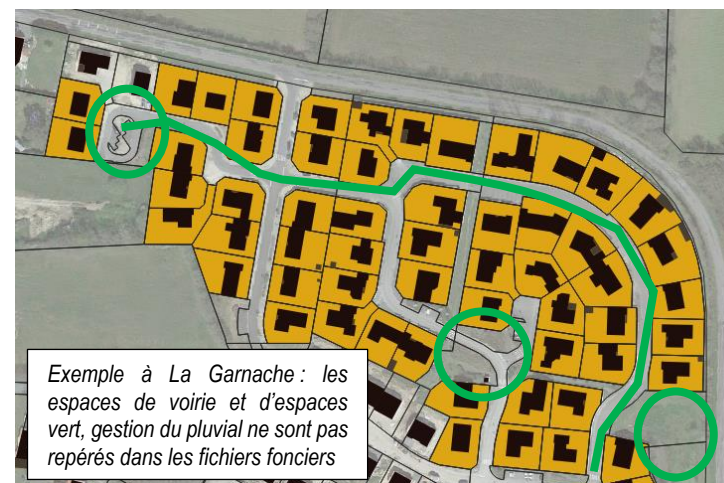 Exemple à La Garnache : les
espaces de voirie et d'espaces
vert, gestion du pluvial ne sont pas
repérés dans les fichiers fonciers